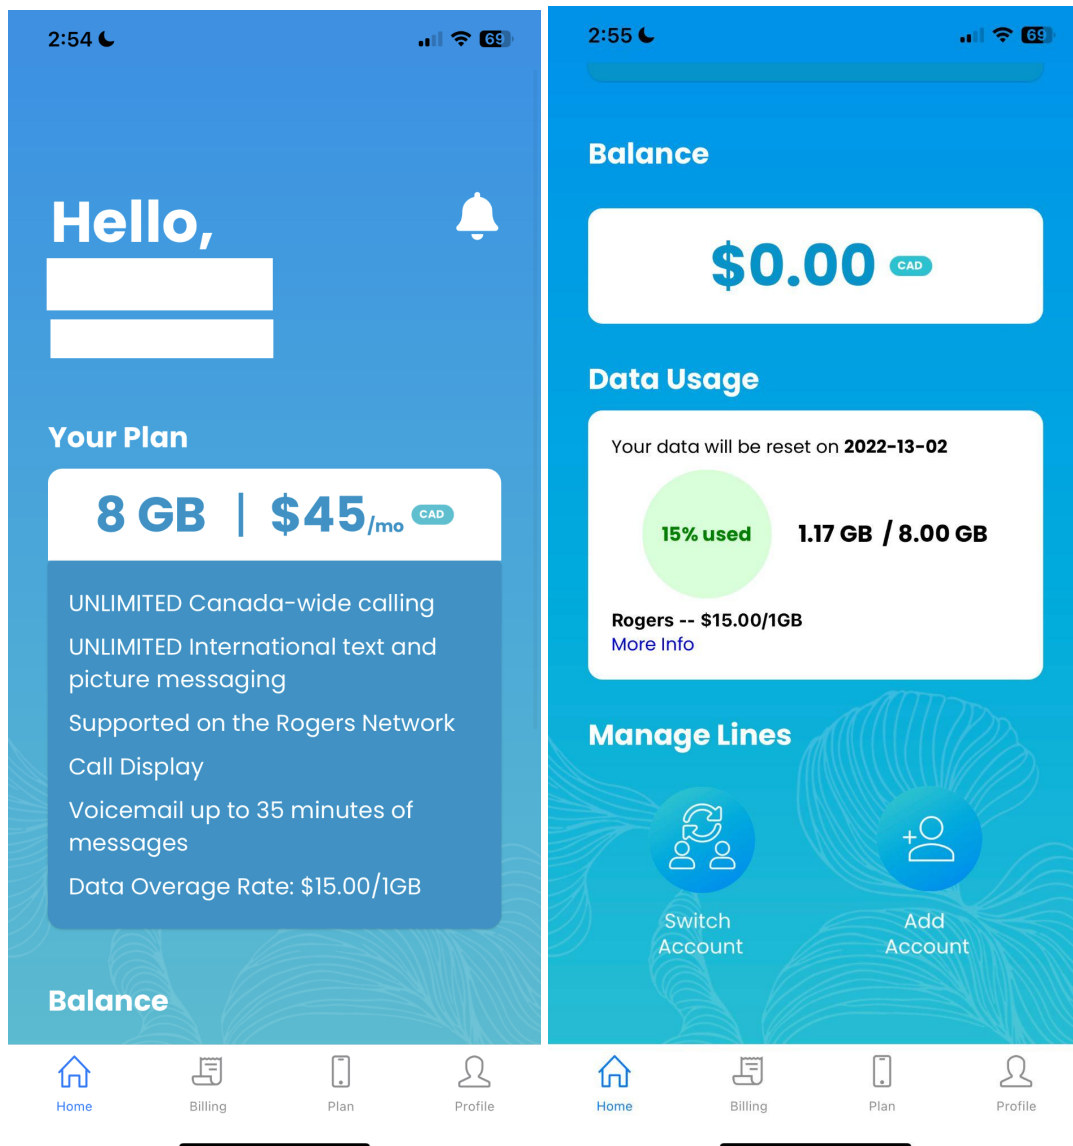 2:54
69
Hello,
Your Plan
8 GB | $45/mo CAD
UNLIMITED Canada-wide calling
UNLIMITED International text and
picture messaging
Supported on the Rogers Network
Call Display
Voicemail up to 35 minutes of
messages
Data Overage Rate: $15.00/1GB
Balance
Home Billing Plan Profile
2:55
69
Balance
$0.00 CAD
Data Usage
Your data will be reset on 2022-13-02
15% used
1.17 GB / 8.00 GB
Rogers -- $15.00/1GB
More Info
Manage Lines
Switch
Account
Add
Account
Home Billing Plan Profile